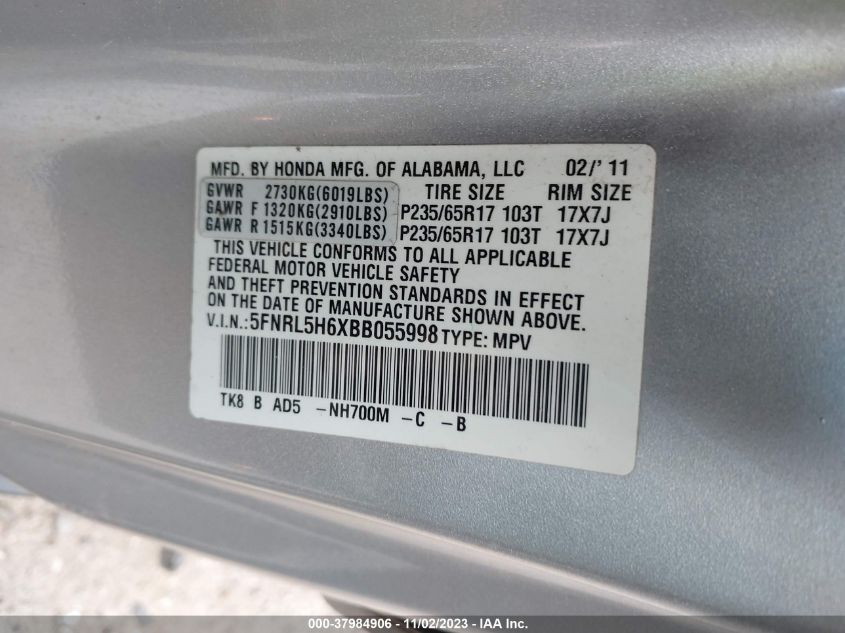 MFD. BY HONDA MFG. OF ALABAMA, LLC 02/' 11
GVWR 2730KG(6019LBS) TIRE SIZE RIM SIZE
GAWR F 1320KG(2910LBS) P235/65R17 103T 17X7J
GAWR R 1515KG(3340LBS) P235/65R17 103T 17X7J
THIS VEHICLE CONFORMS TO ALL APPLICABLE
FEDERAL MOTOR VEHICLE SAFETY
AND THEFT PREVENTION STANDARDS IN EFFECT
ON THE DATE OF MANUFACTURE SHOWN ABOVE.
V.I.N.:5FNRL5H6XBB055998 TYPE: MPV
TK8 B AD5 -NH700M -C -B
000-37984906 - 11/02/2023 - IAA Inc.